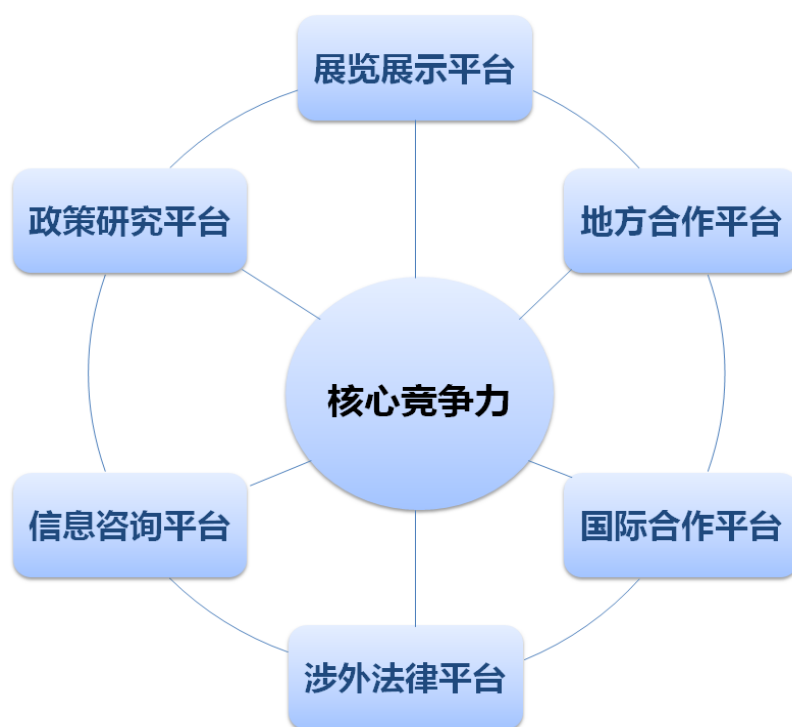 展览展示平台
政策研究平台
地方合作平台
核心竞争力
信息咨询平台
国际合作平台
涉外法律平台